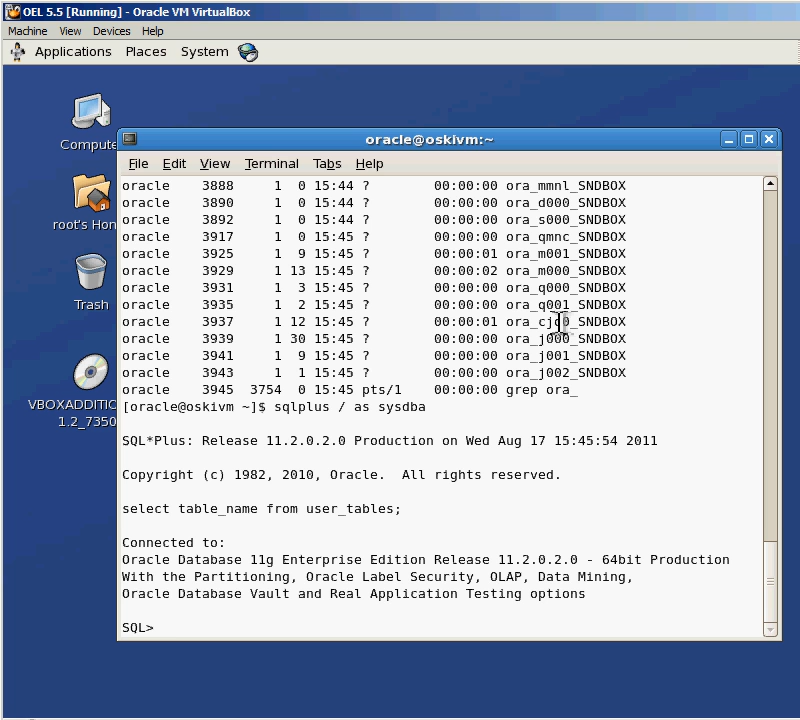 OEL 5.5 [Running] - Oracle VM VirtualBox
Machine View Devices Help
Applications Places System
Compute
root's Hon
Trash
VBOXADDITIC
1.2_7350
oracle@oskivm:~
File Edit View Terminal Tabs Help
oracle 3888 1 0 15:44 ? 00:00:00 ora_mmnl_SNDBOX
oracle 3890 1 0 15:44 ? 00:00:00 ora_d000_SNDBOX
oracle 3892 1 0 15:44 ? 00:00:00 ora_s000_SNDBOX
oracle 3917 1 0 15:45 ? 00:00:00 ora_qmnc_SNDBOX
oracle 3925 1 9 15:45 ? 00:00:01 ora_m001_SNDBOX
oracle 3929 1 13 15:45 ? 00:00:02 ora_m000_SNDBOX
oracle 3931 1 3 15:45 ? 00:00:00 ora_q000_SNDBOX
oracle 3935 1 2 15:45 ? 00:00:00 ora_q001_SNDBOX
oracle 3937 1 12 15:45 ? 00:00:01 ora_cjq0_SNDBOX
oracle 3939 1 30 15:45 ? 00:00:00 ora_j000_SNDBOX
oracle 3941 1 9 15:45 ? 00:00:00 ora_j001_SNDBOX
oracle 3943 1 1 15:45 ? 00:00:00 ora_j002_SNDBOX
oracle 3945 3754 0 15:45 pts/1 00:00:00 grep ora_
[oracle@oskivm ~]$ sqlplus / as sysdba
SQL*Plus: Release 11.2.0.2.0 Production on Wed Aug 17 15:45:54 2011
Copyright (c) 1982, 2010, Oracle. All rights reserved.
select table_name from user_tables;
Connected to:
Oracle Database 11g Enterprise Edition Release 11.2.0.2.0 - 64bit Production
With the Partitioning, Oracle Label Security, OLAP, Data Mining,
Oracle Database Vault and Real Application Testing options
SQL>